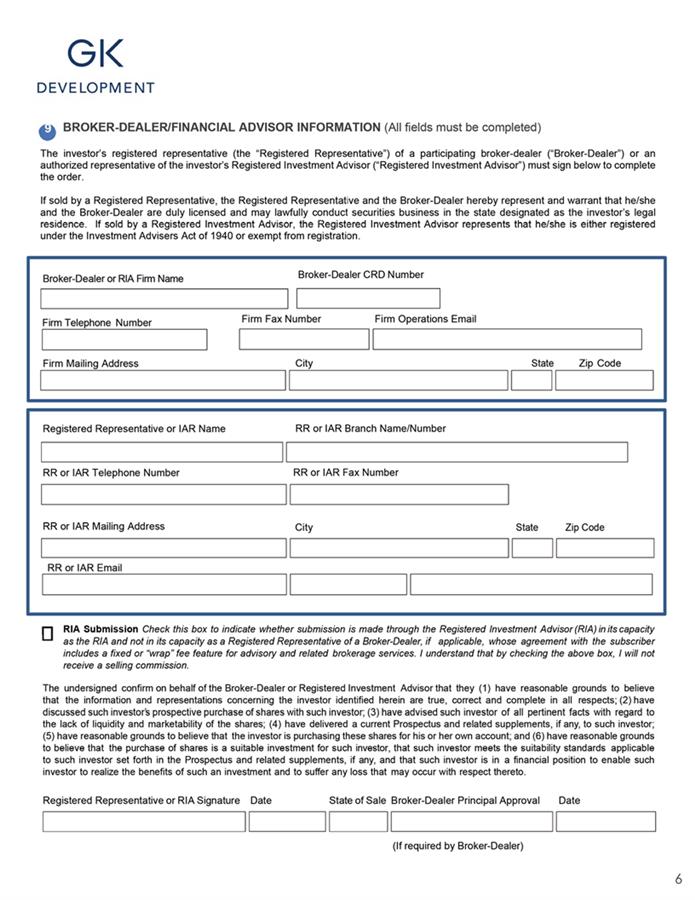 GK
DEVELOPMENT
9 BROKER-DEALER/FINANCIAL ADVISOR INFORMATION (All fields must be completed)
The investor's registered representative (the "Registered Representative") of a participating broker-dealer ("Broker-Dealer") or an
authorized representative of the investor's Registered Investment Advisor ("Registered Investment Advisor") must sign below to complete
the order.
If sold by a Registered Representative, the Registered Representative and the Broker-Dealer hereby represent and warrant that he/she
and the Broker-Dealer are duly licensed and may lawfully conduct securities business in the state designated as the investor's legal
residence. If sold by a Registered Investment Advisor, the Registered Investment Advisor represents that he/she is either registered
under the Investment Advisers Act of 1940 or exempt from registration.
Broker-Dealer or RIA Firm Name Broker-Dealer CRD Number
Firm Telephone Number Firm Fax Number Firm Operations Email
Firm Mailing Address City State Zip Code
Registered Representative or IAR Name RR or IAR Branch Name/Number
RR or IAR Telephone Number RR or IAR Fax Number
RR or IAR Mailing Address City State Zip Code
RR or IAR Email
RIA Submission Check this box to indicate whether submission is made through the Registered Investment Advisor (RIA) in its capacity
as the RIA and not in its capacity as a Registered Representative of a Broker-Dealer, if applicable, whose agreement with the subscriber
includes a fixed or "wrap" fee feature for advisory and related brokerage services. I understand that by checking the above box, I will not
receive a selling commission.
The undersigned confirm on behalf of the Broker-Dealer or Registered Investment Advisor that they (1) have reasonable grounds to believe
that the information and representations concerning the investor identified herein are true, correct and complete in all respects; (2) have
discussed such investor's prospective purchase of shares with such investor; (3) have advised such investor of all pertinent facts with regard to
the lack of liquidity and marketability of the shares; (4) have delivered a current Prospectus and related supplements, if any, to such investor;
(5) have reasonable grounds to believe that the investor is purchasing these shares for his or her own account; and (6) have reasonable grounds
to believe that the purchase of shares is a suitable investment for such investor, that such investor meets the suitability standards applicable
to such investor set forth in the Prospectus and related supplements, if any, and that such investor is in a financial position to enable such
investor to realize the benefits of such an investment and to suffer any loss that may occur with respect thereto.
Registered Representative or RIA Signature Date State of Sale Broker-Dealer Principal Approval Date
(If required by Broker-Dealer)
6